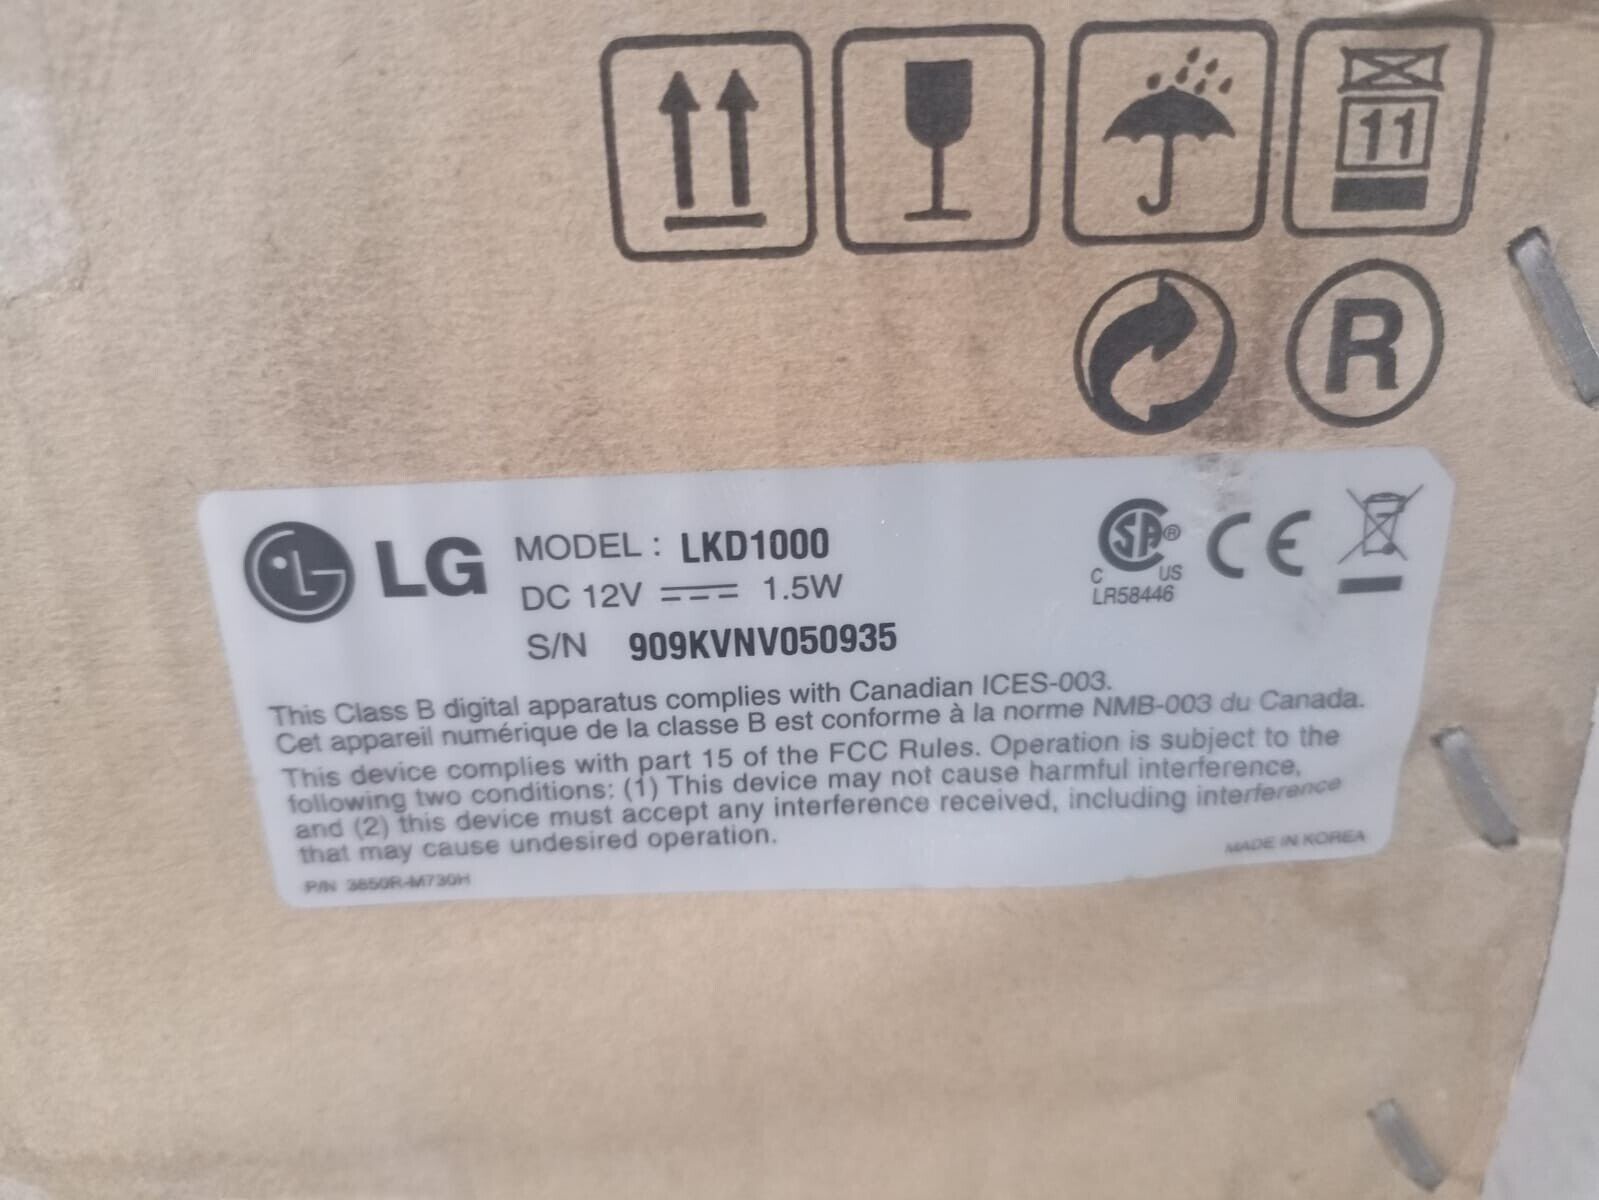 11
R
LG MODEL : LKD1000
DC 12V 1.5W
S/N 909KVNV050935
SA ®
C US
LR58446
CE
This Class B digital apparatus complies with Canadian ICES-003.
Cet appareil numérique de la classe B est conforme à la norme NMB-003 du Canada.
This device complies with part 15 of the FCC Rules. Operation is subject to the
following two conditions: (1) This device may not cause harmful interference,
and (2) this device must accept any interference received, including interference
that may cause undesired operation.
P/N 3850R-M730H
MADE IN KOREA